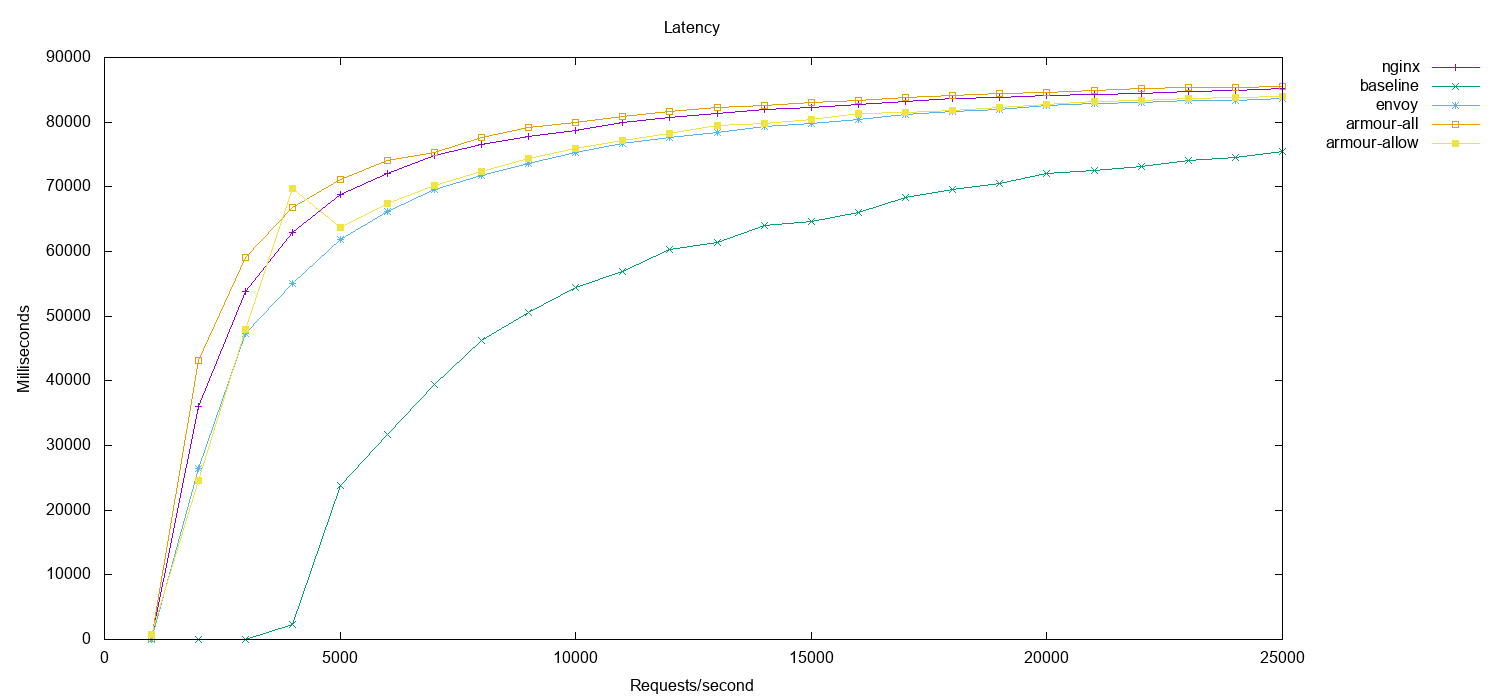 Latency
90000
80000
70000
60000
50000
40000
30000
20000
10000
0
Milliseconds
0 5000 10000 15000 20000 25000
Requests/second
nginx
baseline
envoy
armour-all
armour-allow